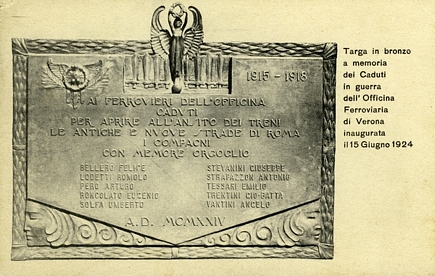 1915 - 1918
AI FERROVIERI DELL'OFFICINA
CADVTI
PER APRIRE ALL'ANSITO DEI TRENI
LE ANTICHE E NVOVE STRADE DI ROMA
I COMPAGNI
CON MEMORE ORGOGLIO
BELLERO FELICE
LODETTI ROMOLO
PERO ARTURO
RONCOLATO EUGENIO
SOLFA UMBERTO
STEVANINI GIUSEPPE
STRAPAZZON ANTONIO
TESSARI EMILIO
TRENTINI GIO-BATTA
VANTINI ANGELO
A. D. MCMXXIV
Targa in bronzo
a memoria
dei Caduti
in guerra
dell' Officina
Ferroviaria
di Verona
inaugurata
il 15 Giugno 1924